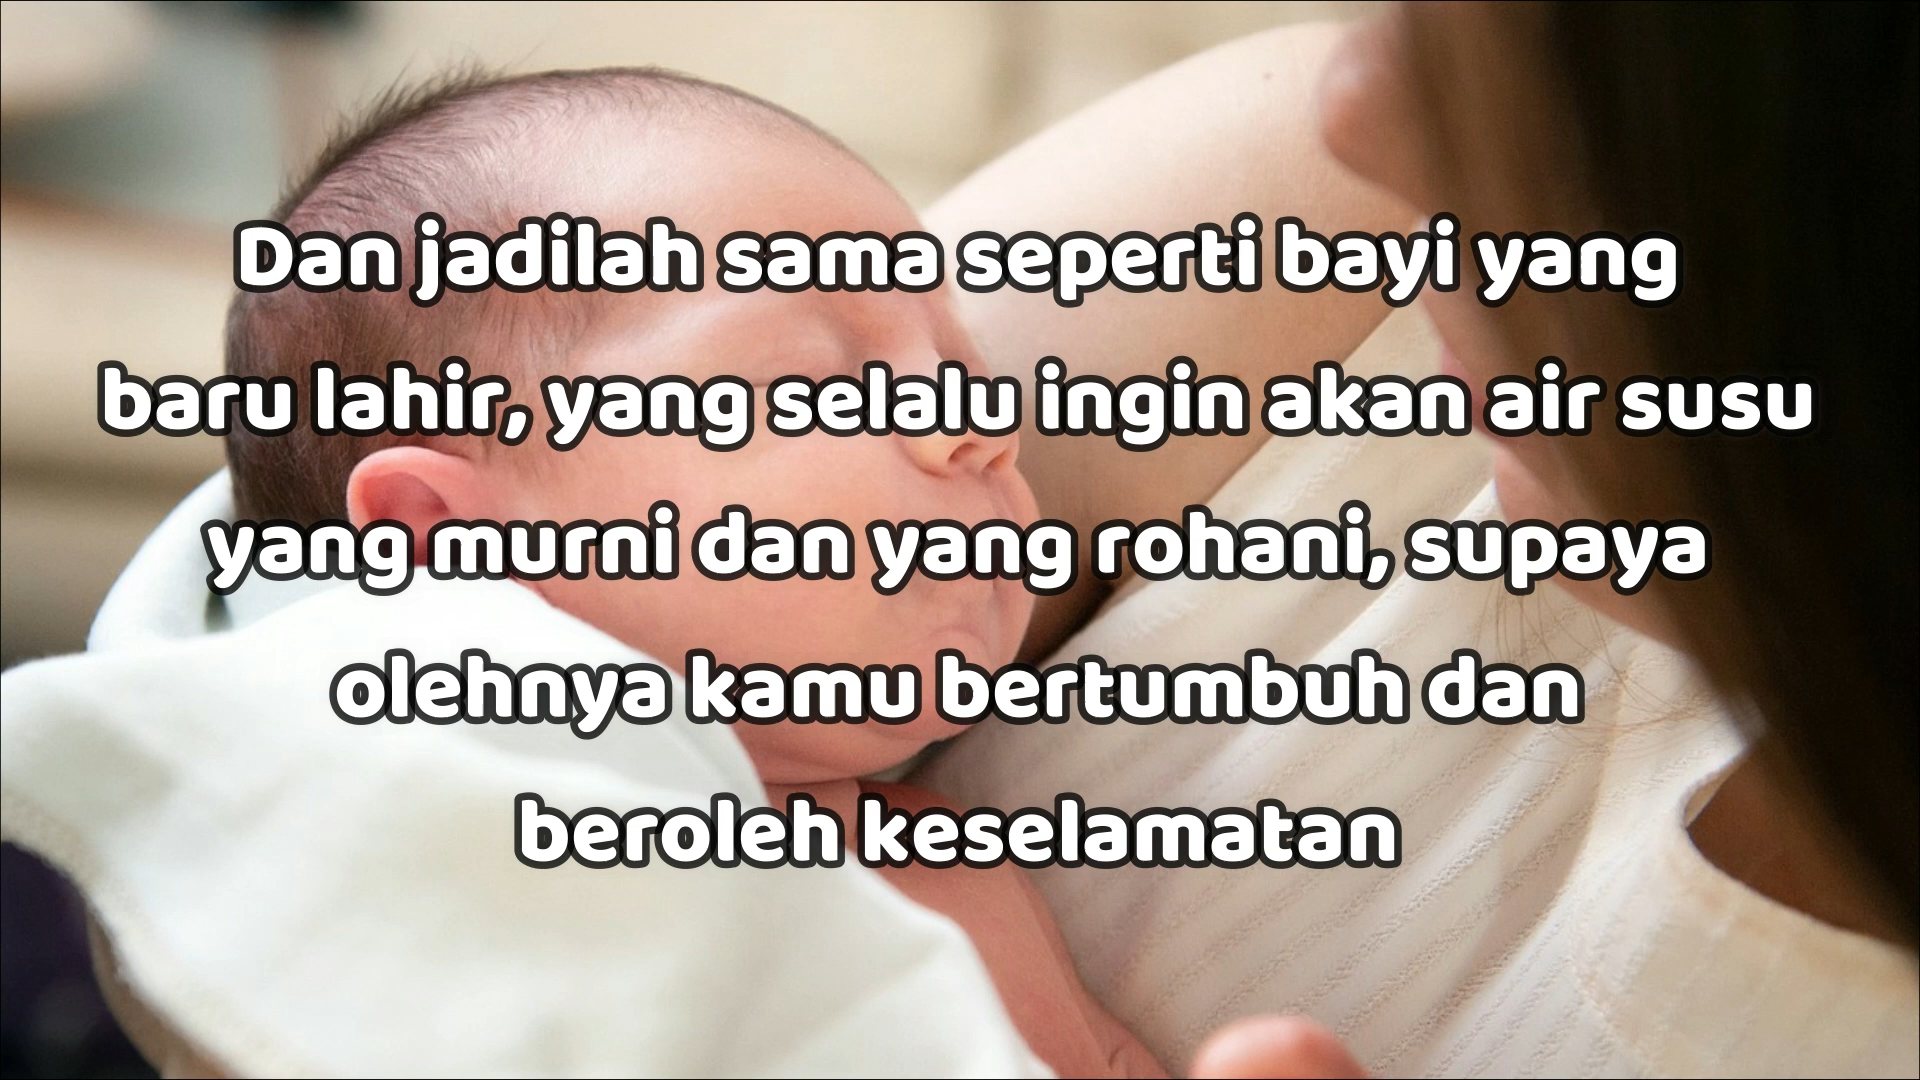 Dan jadilah sama seperti bayi yang
baru lahir, yang selalu ingin akan air susu
yang murni dan yang rohani, supaya
olehnya kamu bertumbuh dan
beroleh keselamatan